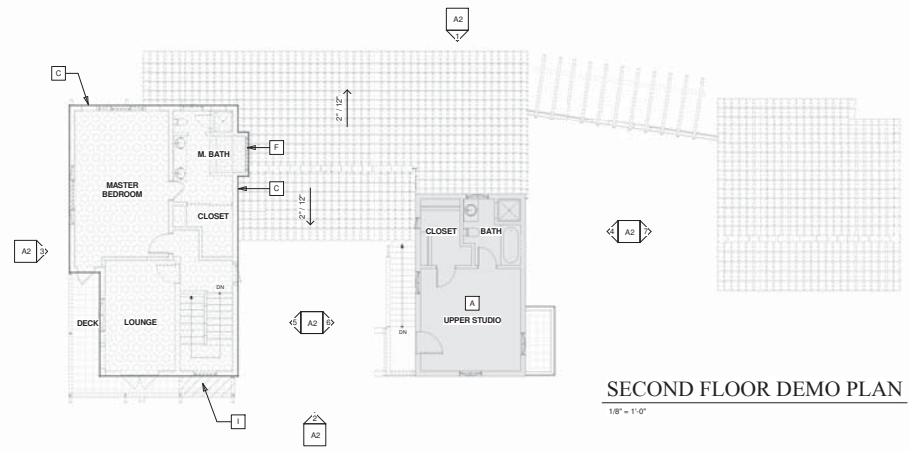 A2
1
C
2" / 12"
M. BATH
F
MASTER
BEDROOM
C
CLOSET
2" / 12"
CLOSET
BATH
4
A2
7
A2
3
DN
A
UPPER STUDIO
DECK
LOUNGE
5
A2
6
DN
SECOND FLOOR DEMO PLAN
1/8" = 1'-0"
I
2
A2